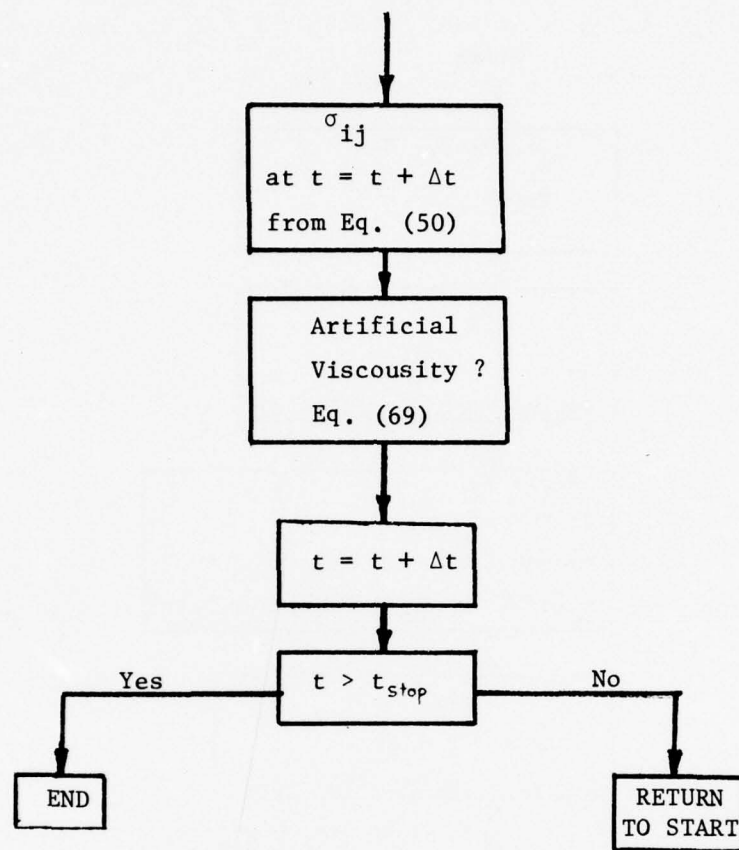 σij
at t = t + Δt
from Eq. (50)
Artificial
Viscousity ?
Eq. (69)
t = t + Δt
Yes
t > tstop
No
END
RETURN
TO START